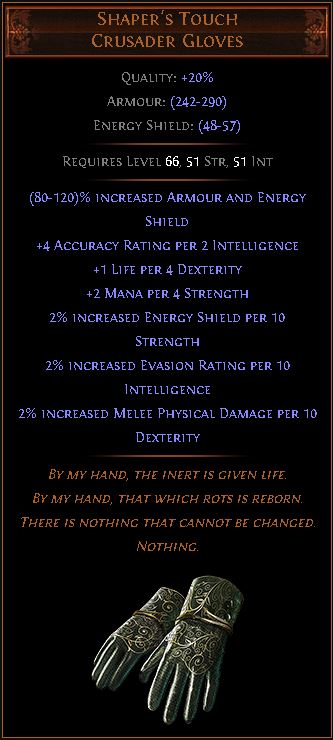 Shaper's Touch
Crusader Gloves
Quality: +20%
Armour: (242-290)
Energy Shield: (48-57)
Requires Level 66, 51 Str, 51 Int
(80-120)% increased Armour and Energy
Shield
+4 Accuracy Rating per 2 Intelligence
+1 Life per 4 Dexterity
+2 Mana per 4 Strength
2% increased Energy Shield per 10
Strength
2% increased Evasion Rating per 10
Intelligence
2% increased Melee Physical Damage per 10
Dexterity
By my hand, the inert is given life.
By my hand, that which rots is reborn.
There is nothing that cannot be changed.
Nothing.